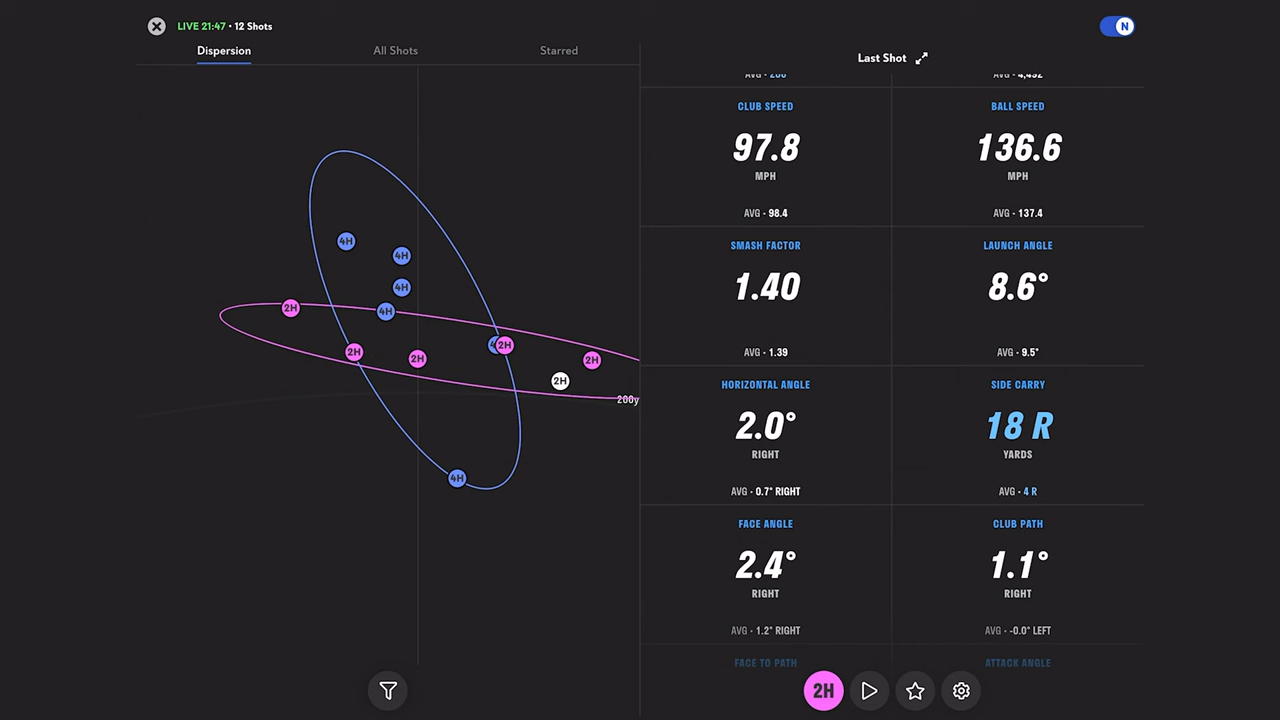 LIVE 21:47 • 12 Shots
N
Dispersion
All Shots
Starred
Last Shot
4H
4H
4H
2H
4H
2H
2H
2H
2H
2H
200y
4H
CLUB SPEED
97.8
MPH
AVG • 98.4
BALL SPEED
136.6
MPH
AVG • 137.4
SMASH FACTOR
1.40
AVG • 1.39
LAUNCH ANGLE
8.6°
AVG • 9.5°
HORIZONTAL ANGLE
2.0°
RIGHT
AVG • 0.7° RIGHT
SIDE CARRY
18 R
YARDS
AVG • 4 R
FACE ANGLE
2.4°
RIGHT
AVG • 1.2° RIGHT
CLUB PATH
1.1°
RIGHT
AVG • -0.0° LEFT
FACE TO PATH
ATTACK ANGLE
2H